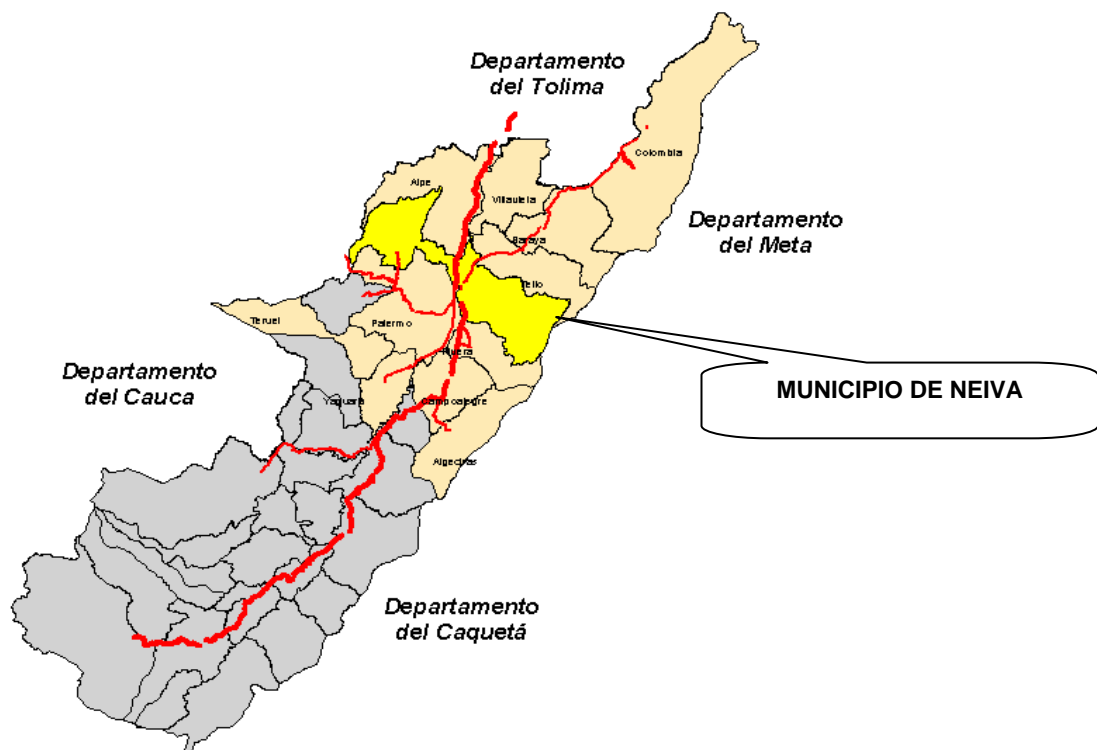 Departamento
del Tolima
Colombia
Alpe
Villavieja
Departamento
del Meta
Baraya
Tello
Teruel
Palermo
Rivera
Departamento
del Cauca
MUNICIPIO DE NEIVA
Yaguará
Campoalegre
Algeciras
Departamento
del Caquetá